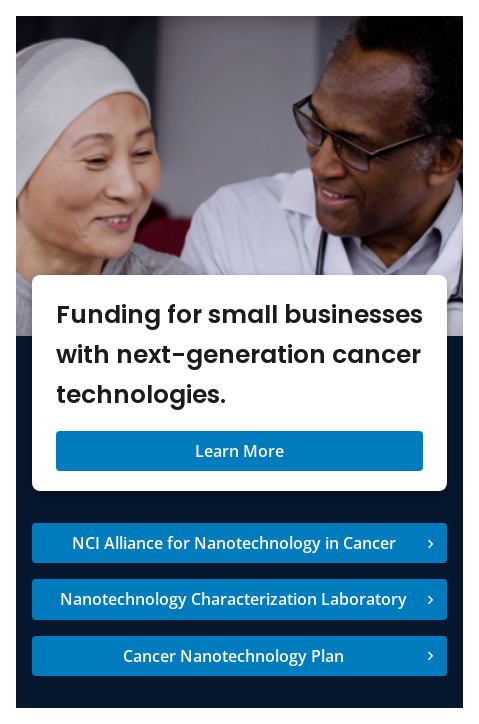 Funding for small businesses
with next-generation cancer
technologies.
Learn More
NCI Alliance for Nanotechnology in Cancer
Nanotechnology Characterization Laboratory
Cancer Nanotechnology Plan